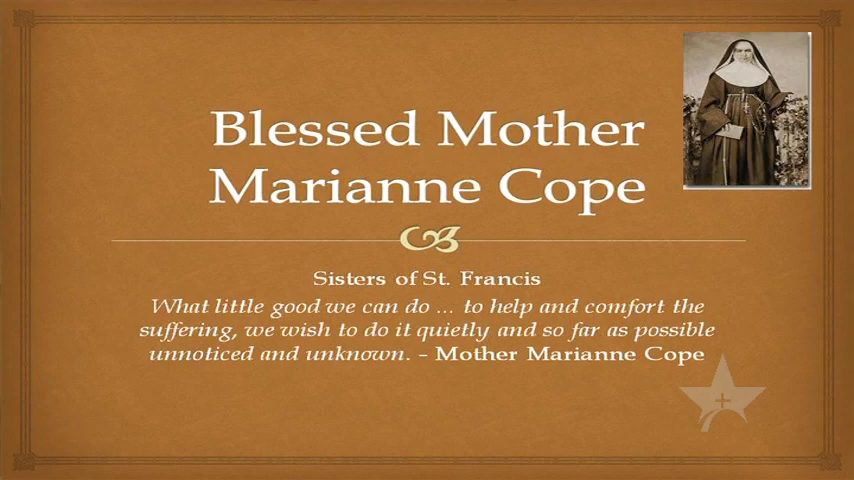 Blessed Mother
Marianne Cope
Sisters of St. Francis
What little good we can do ... to help and comfort the
suffering, we wish to do it quietly and so far as possible
unnoticed and unknown. - Mother Marianne Cope